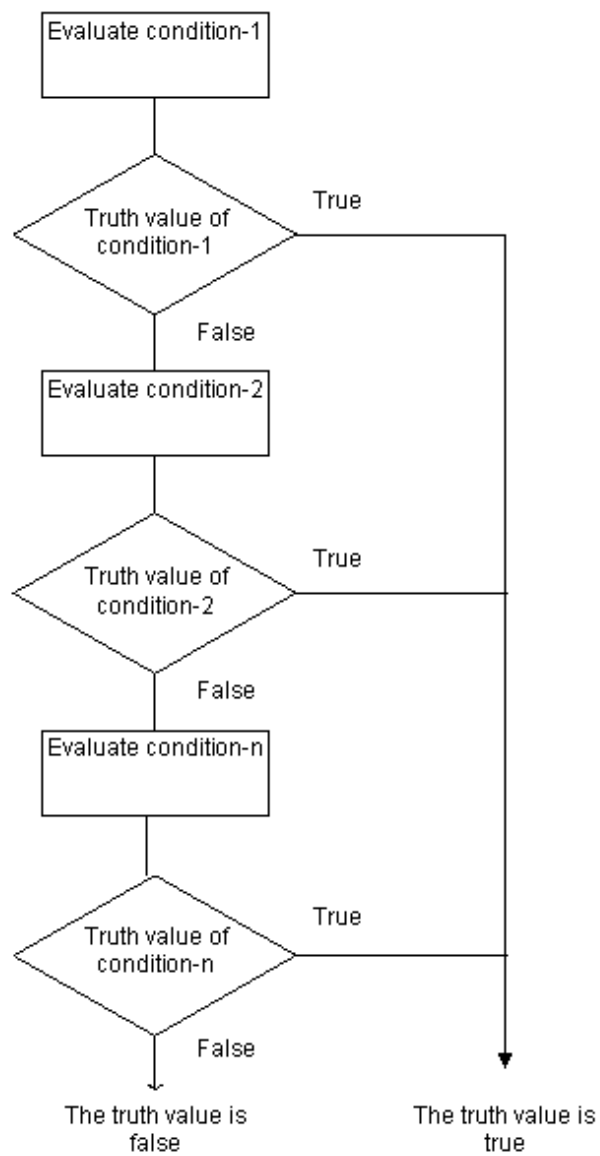 Evaluate condition-1
True
Truth value of
condition-1
False
Evaluate condition-2
True
Truth value of
condition-2
False
Evaluate condition-n
True
Truth value of
condition-n
False
The truth value is
false
The truth value is
true